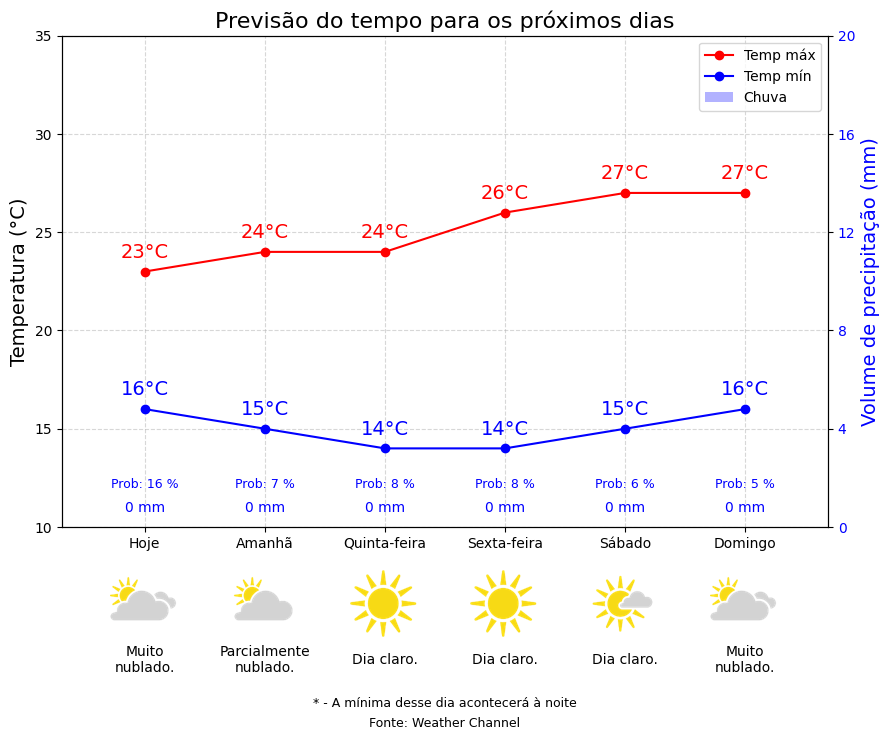 Previsão do tempo para os próximos dias
35
30
25
20
15
10
Temperatura (°C)
20
16
12
8
4
0
Volume de precipitação (mm)
Temp máx
Temp mín
Chuva
23°C
24°C
24°C
26°C
27°C
27°C
16°C
15°C
14°C
14°C
15°C
16°C
Prob: 16 %
Prob: 7 %
Prob: 8 %
Prob: 8 %
Prob: 6 %
Prob: 5 %
0 mm
0 mm
0 mm
0 mm
0 mm
0 mm
Hoje
Amanhã
Quinta-feira
Sexta-feira
Sábado
Domingo
Muito
nublado.
Parcialmente
nublado.
Dia claro.
Dia claro.
Dia claro.
Muito
nublado.
* - A mínima desse dia acontecerá à noite
Fonte: Weather Channel